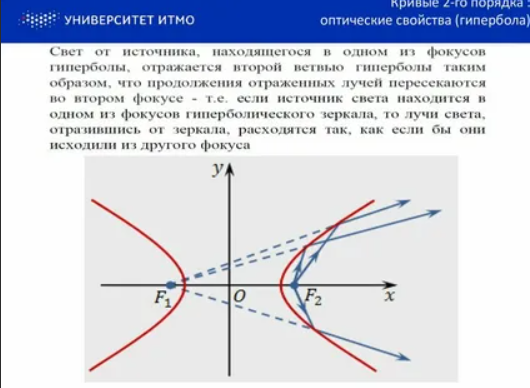 УНИВЕРСИТЕТ ИТМО
Кривые 2-го порядка :
оптические свойства (гипербола)
Свет от источника, находящегося в одном из фокусов
гиперболы, отражается второй ветвью гиперболы таким
образом, что продолжения отраженных лучей пересекаются
во втором фокусе - т.е. если источник света находится в
одном из фокусов гиперболического зеркала, то лучи света,
отразившись от зеркала, расходятся так, как если бы они
исходили из другого фокуса
y
F₁ O F₂ x